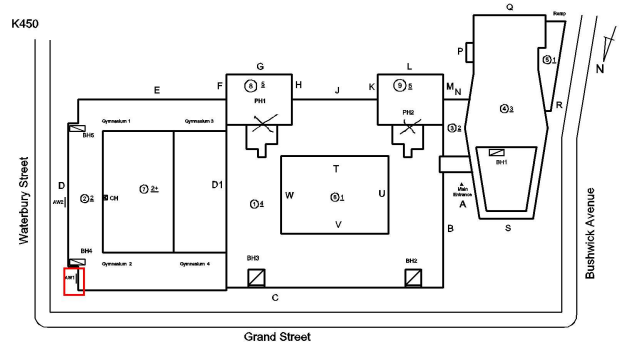 K450
Q
Ramp
P
5 1
N
G
L
E
F
8 5
H
J
K
9 5
M
N
PH1
PH2
4 3
R
Gymnasium 1
Gymnasium 3
3 2
BH5
BH1
T
D
2 2
CH
7 2+
D1
W
6 1
U
Main
Entrance
A
AW2
1 4
V
B
S
BH4
Gymnasium 2
Gymnasium 4
BH3
BH2
AW1
C
Waterbury Street
Bushwick Avenue
Grand Street